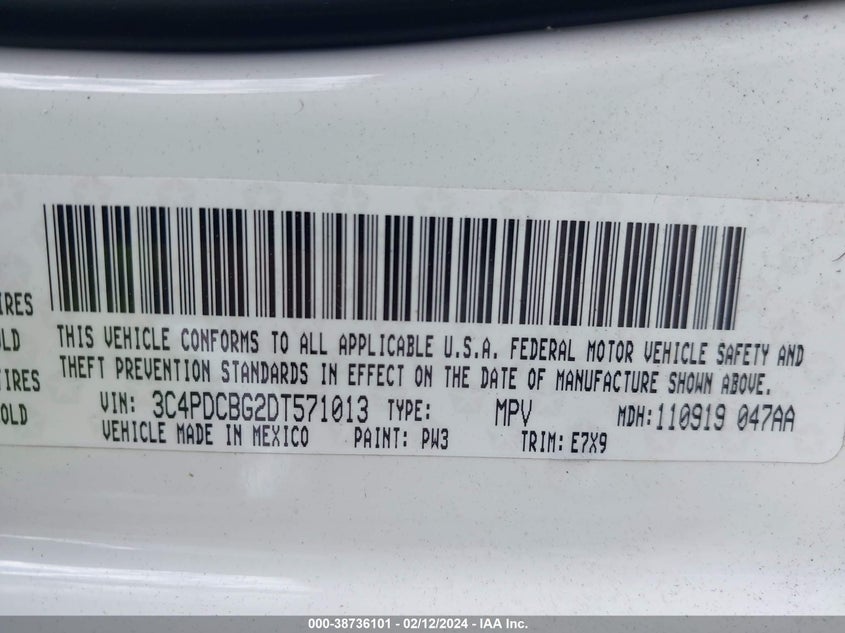 THIS VEHICLE CONFORMS TO ALL APPLICABLE U.S.A. FEDERAL MOTOR VEHICLE SAFETY AND
IRES
THEFT PREVENTION STANDARDS IN EFFECT ON THE DATE OF MANUFACTURE SHOWN ABOVE.
OLD
VIN: 3C4PDCBG2DT571013 TYPE: MPV MDH:110919 047AA
IRES
VEHICLE MADE IN MEXICO PAINT: PW3 TRIM: E7X9
OLD
000-38736101 - 02/12/2024 - IAA Inc.